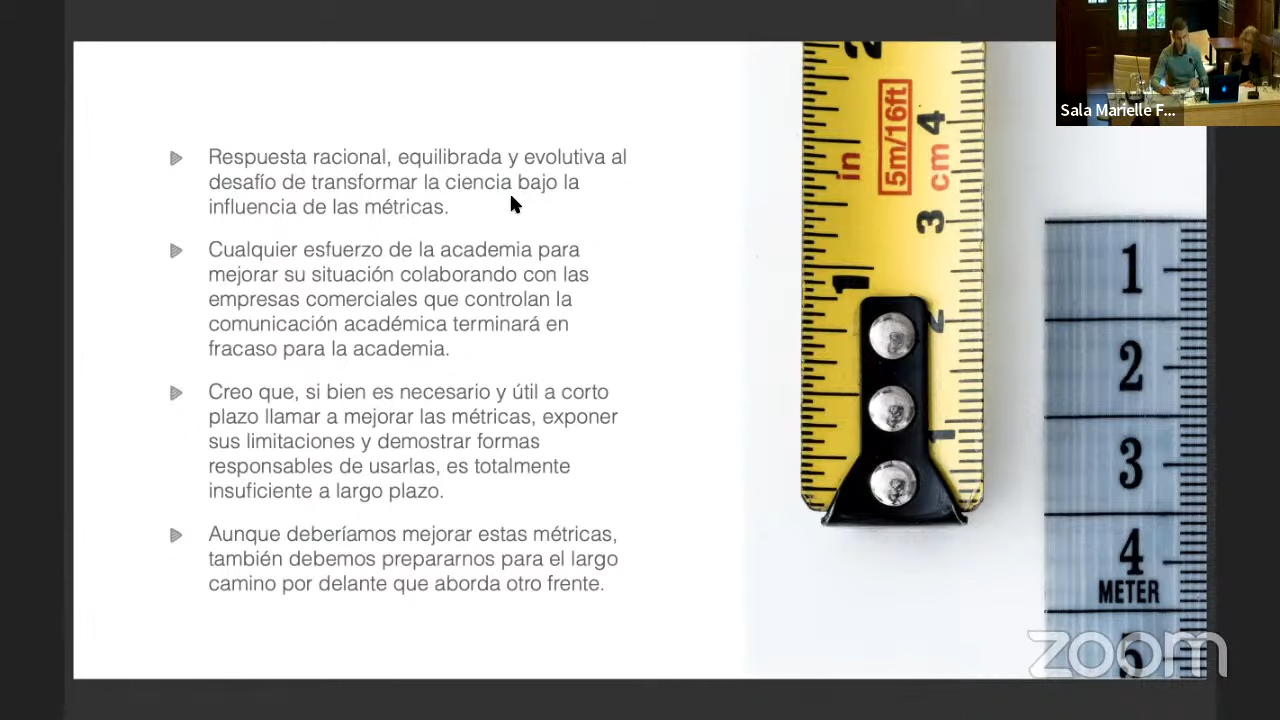 Respuesta racional, equilibrada y evolutiva al
desafío de transformar la ciencia bajo la
influencia de las métricas.
Cualquier esfuerzo de la academia para
mejorar su situación colaborando con las
empresas comerciales que controlan la
comunicación académica terminará en
fracaso para la academia.
Creo que, si bien es necesario y útil a corto
plazo llamar a mejorar las métricas, exponer
sus limitaciones y demostrar formas
responsables de usarlas, es totalmente
insuficiente a largo plazo.
Aunque deberíamos mejorar estas métricas,
también debemos prepararnos para el largo
camino por delante que aborda otro frente.
2
in
1
5m/16ft
4
cm
3
2
1
1
2
3
4
METER
5
Sala Marielle F...
zoom